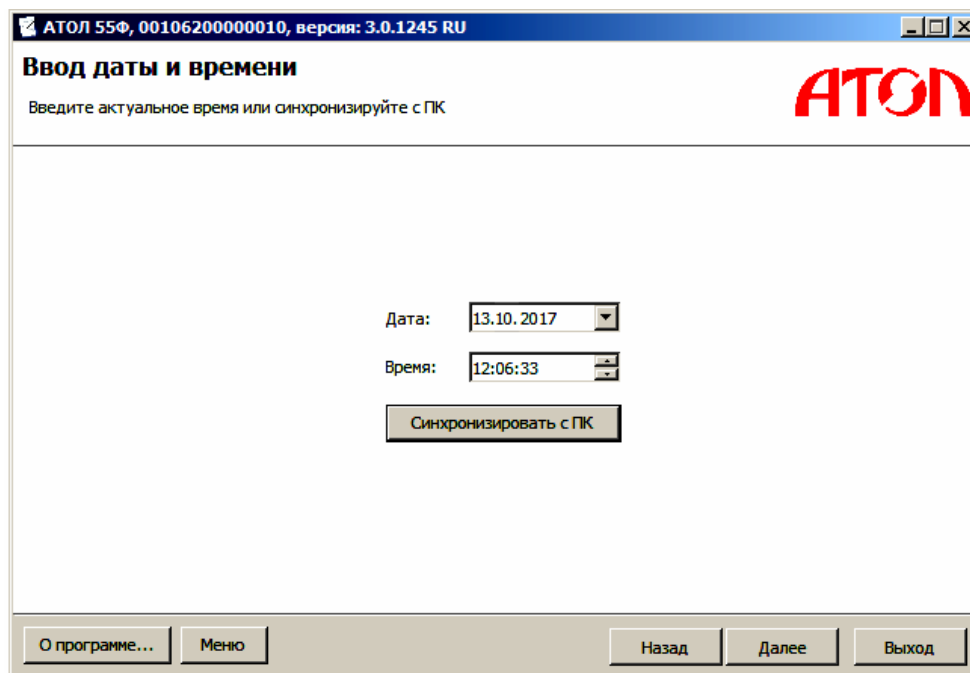 АТОЛ 55Ф, 00106200000010, версия: 3.0.1245 RU
Ввод даты и времени
Введите актуальное время или синхронизируйте с ПК
АТОЛ
Дата:
13.10.2017
Время:
12:06:33
Синхронизировать с ПК
О программе...
Меню
Назад
Далее
Выход